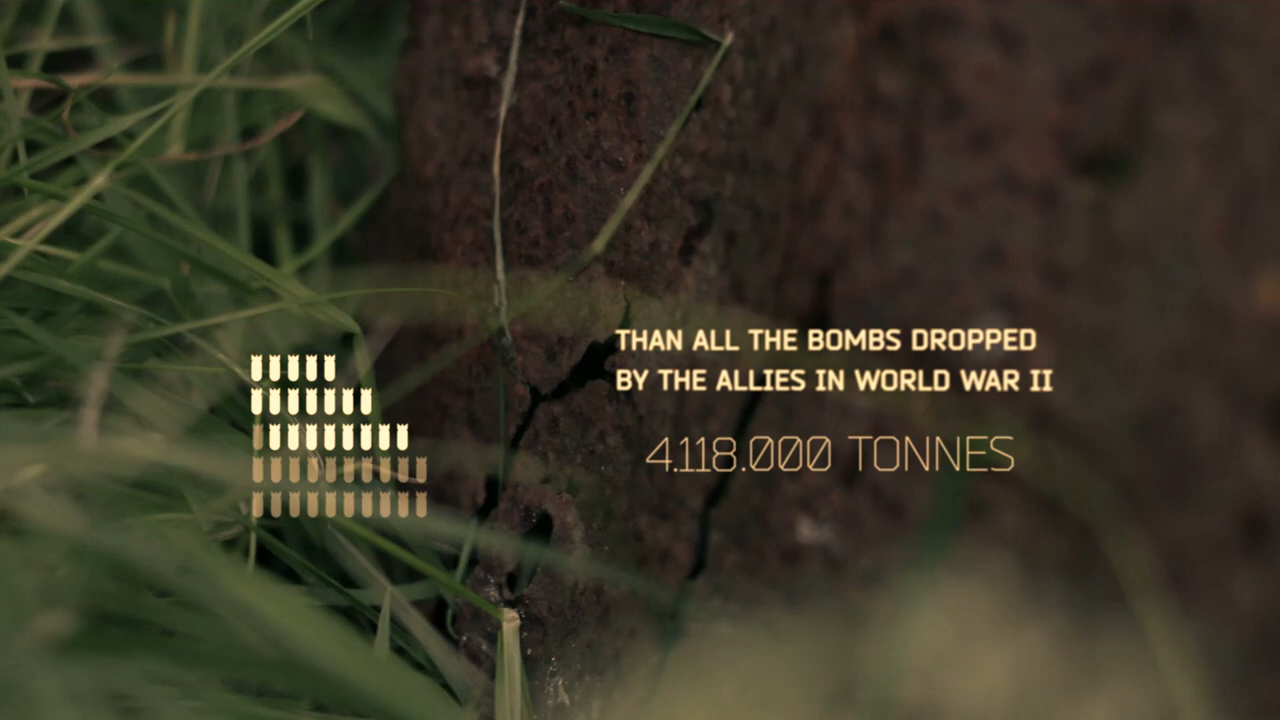 THAN ALL THE BOMBS DROPPED
BY THE ALLIES IN WORLD WAR II
4.118.000 TONNES